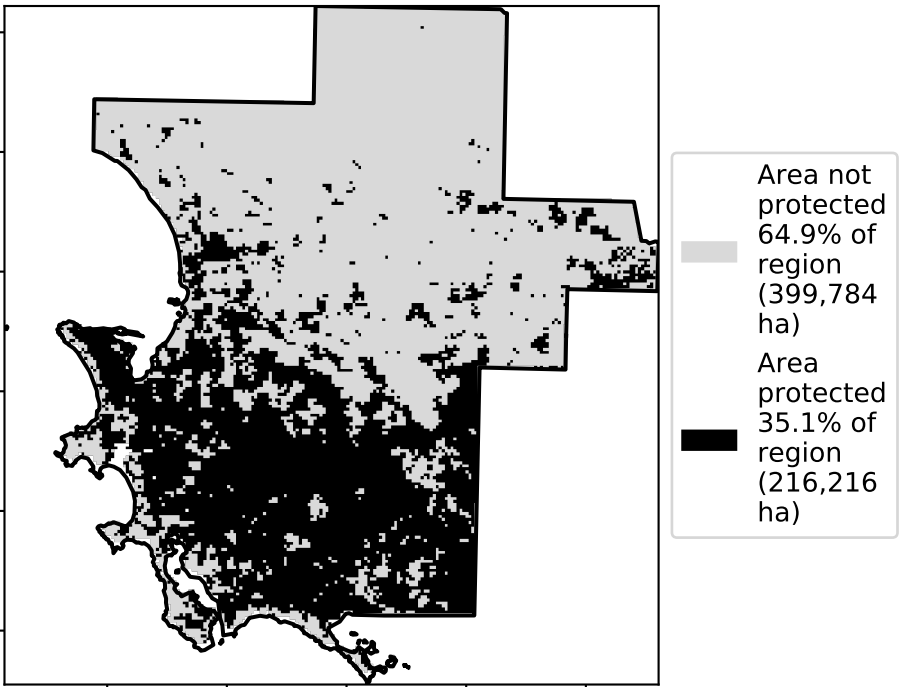 Area not
protected
64.9% of
region
(399,784
ha)
Area
protected
35.1% of
region
(216,216
ha)